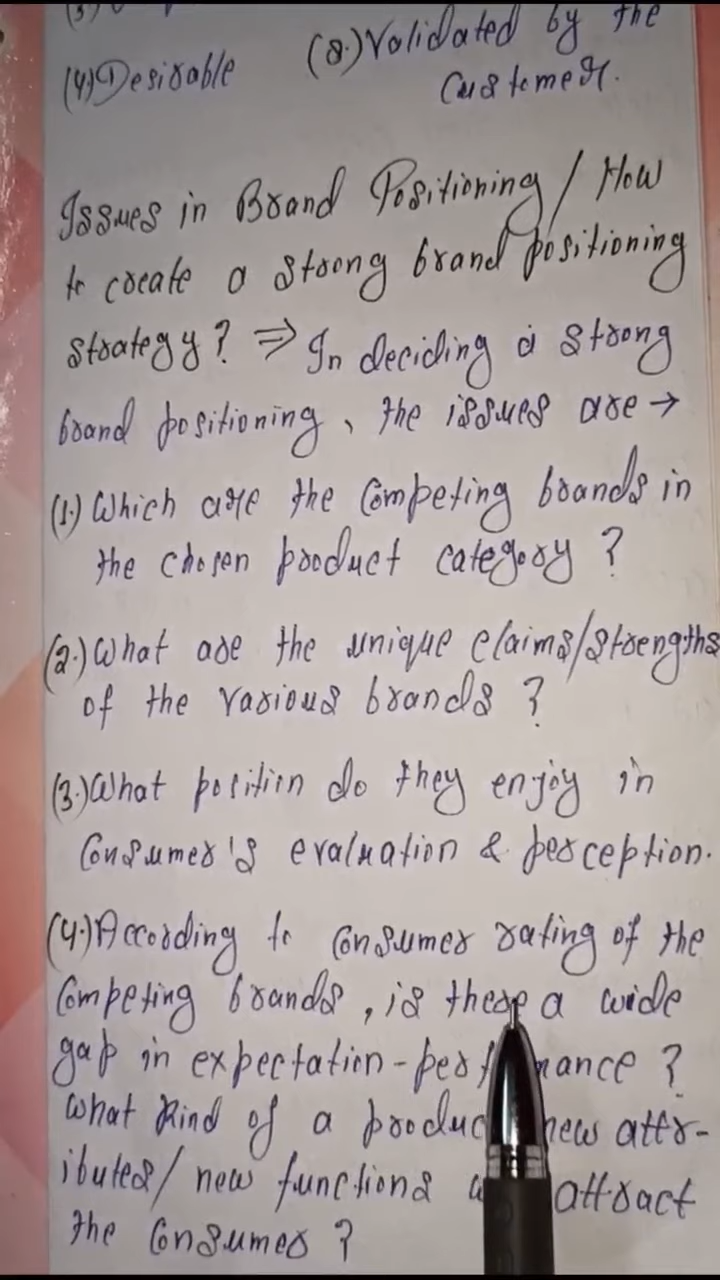 (3)
(4) Desirable (8.) Validated by the
Customer.
Issues in Brand Positioning / How
to create a strong brand positioning
strategy? ⇒ In deciding a strong
brand positioning, the issues are →
(1.) Which are the Competing brands in
the chosen product category?
(2.) What are the unique claims/strengths
of the various brands?
(3.) What position do they enjoy in
Consumer's evaluation & perception.
(4.) According to Consumer rating of the
Competing brands, is there a wide
gap in expectation-perf mance?
What kind of a produc new attr-
ibutes/ new functions attract
the Consumer?